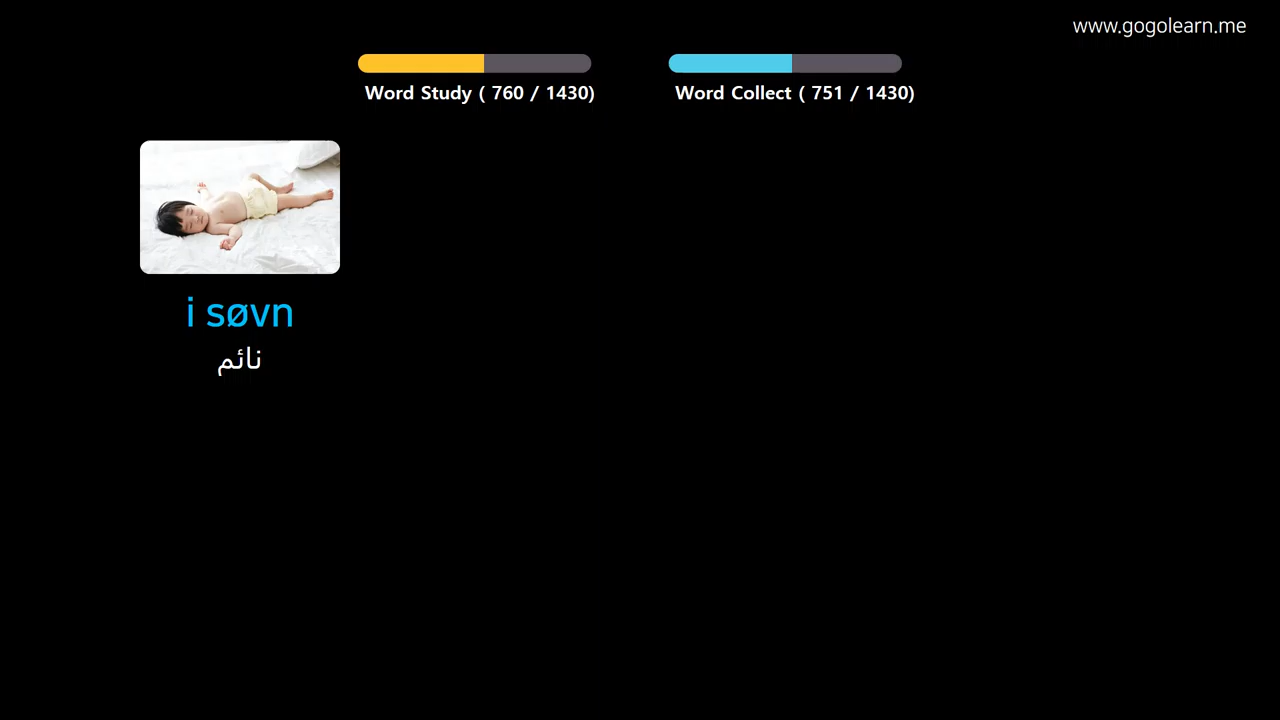 www.gogolearn.me
Word Study ( 760 / 1430)
Word Collect ( 751 / 1430)
i søvn
نائم